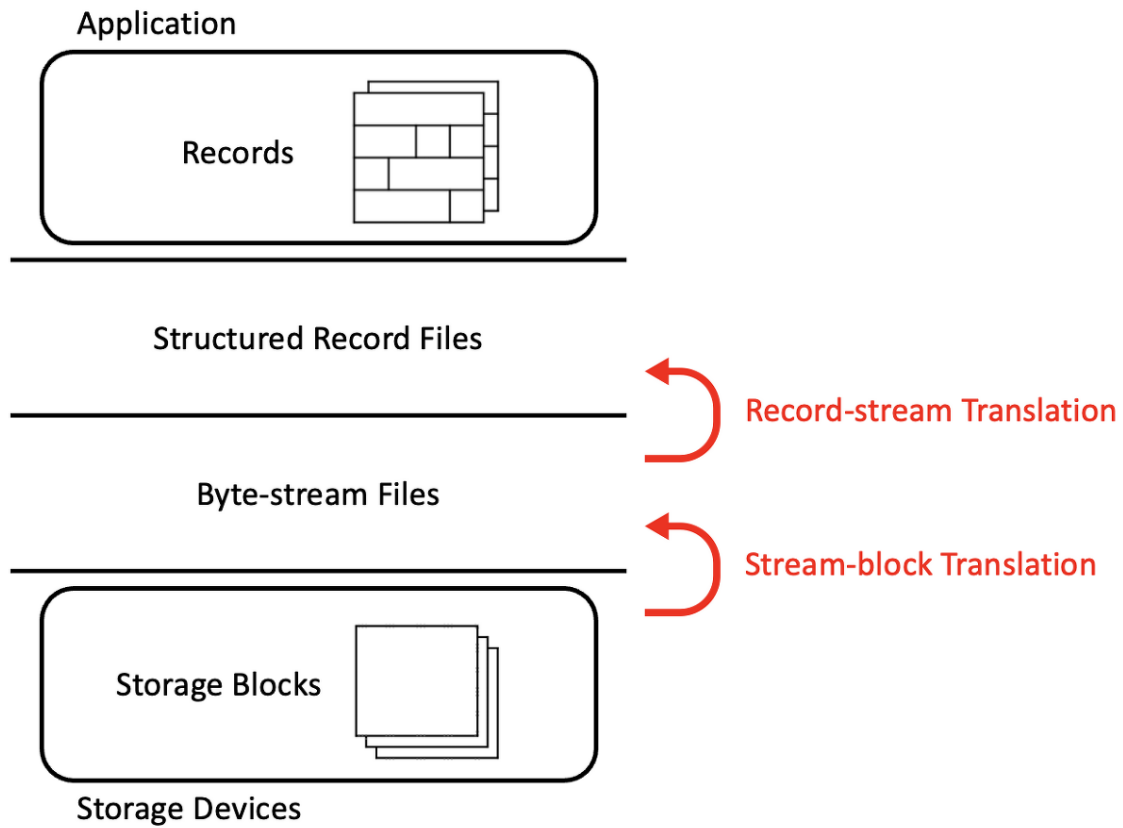 Application
Records
Structured Record Files
Record-stream Translation
Byte-stream Files
Stream-block Translation
Storage Blocks
Storage Devices